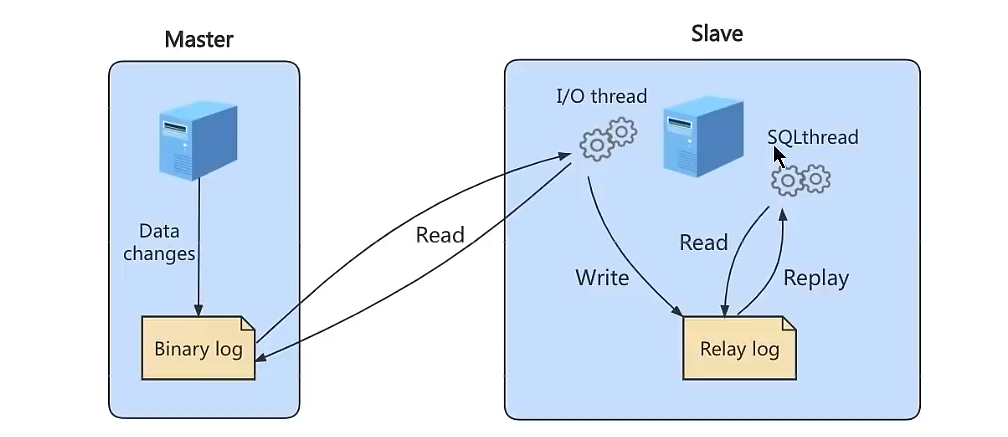 Master
Slave
I/O thread
SQLthread
Data
changes
Read
Write
Read
Replay
Binary log
Relay log